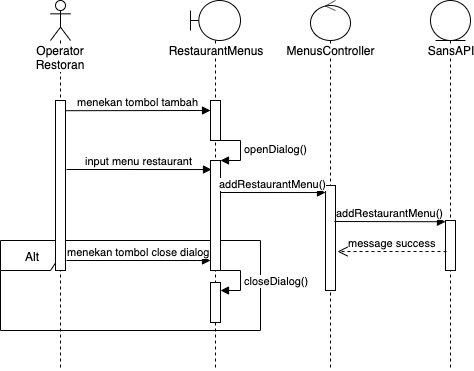 Operator
Restoran
RestaurantMenus
MenusController
SansAPI
menekan tombol tambah
openDialog()
input menu restaurant
addRestaurantMenu()
addRestaurantMenu()
message success
Alt
menekan tombol close dialog
closeDialog()